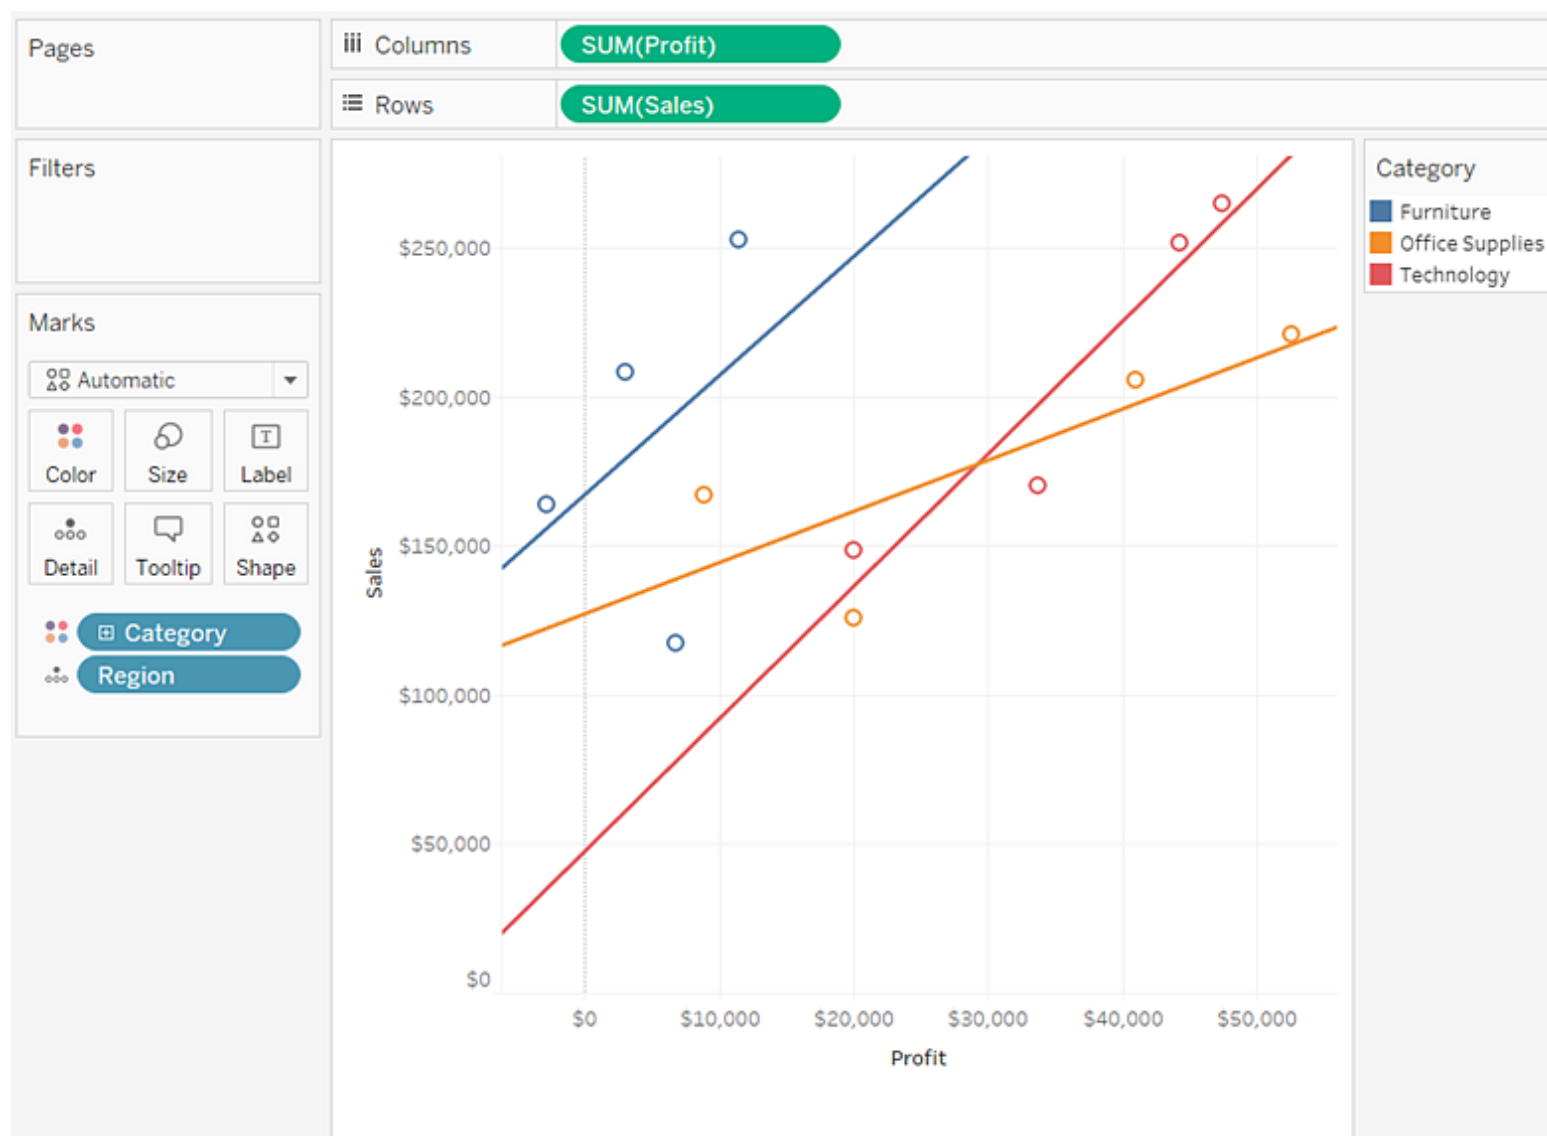 Pages
Columns
SUM(Profit)
Rows
SUM(Sales)
Filters
Marks
Automatic
Color
Size
Label
T
Detail
Tooltip
Shape
Category
Region
$250,000
$200,000
$150,000
$100,000
$50,000
$0
Sales
$0
$10,000
$20,000
$30,000
$40,000
$50,000
Profit
Category
Furniture
Office Supplies
Technology